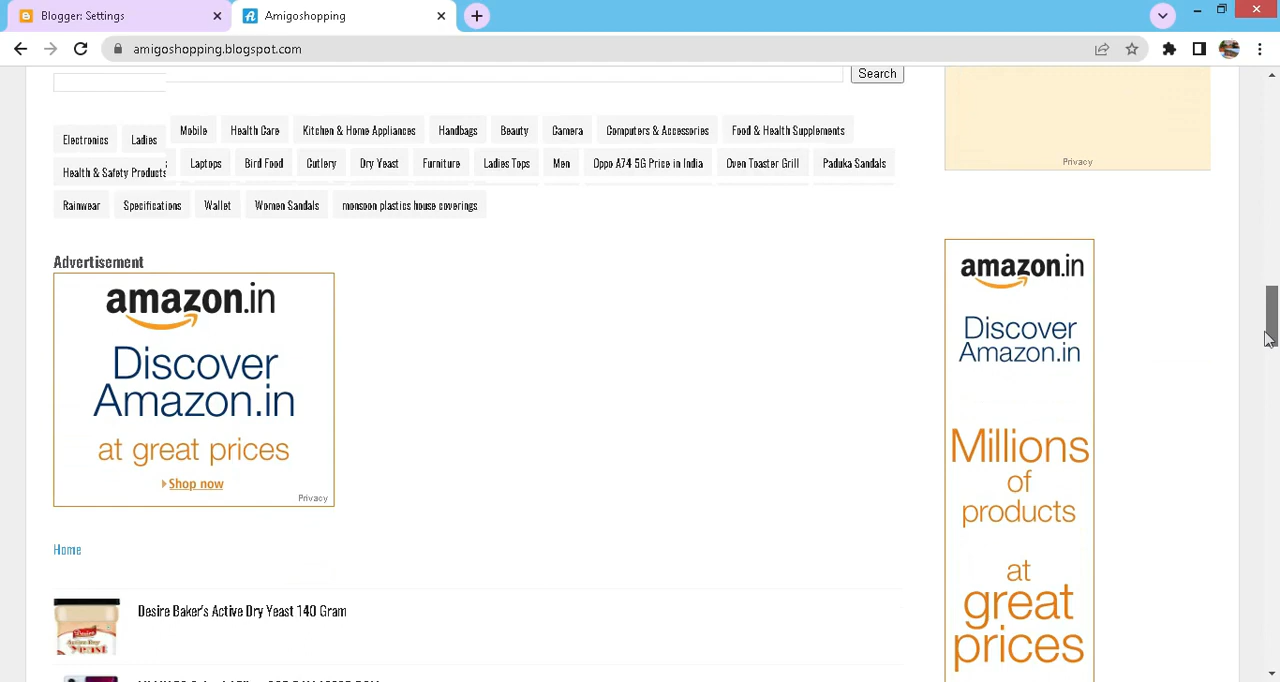 Blogger: Settings
Amigoshopping
amigoshopping.blogspot.com
Search
Electronics Ladies Mobile Health Care Kitchen & Home Appliances Handbags Beauty Camera Computers & Accessories Food & Health Supplements
Health & Safety Products Laptops Bird Food Cutlery Dry Yeast Furniture Ladies Tops Men Oppo A74 5G Price in India Oven Toaster Grill Paduka Sandals
Rainwear Specifications Wallet Women Sandals monsoon plastics house coverings
Privacy
Advertisement
amazon.in
Discover
Amazon.in
at great prices
Shop now
Privacy
amazon.in
Discover
Amazon.in
Millions
of
products
at
great
prices
Home
Desire Baker's Active Dry Yeast 140 Gram
Desire
Active Dry
Yeast